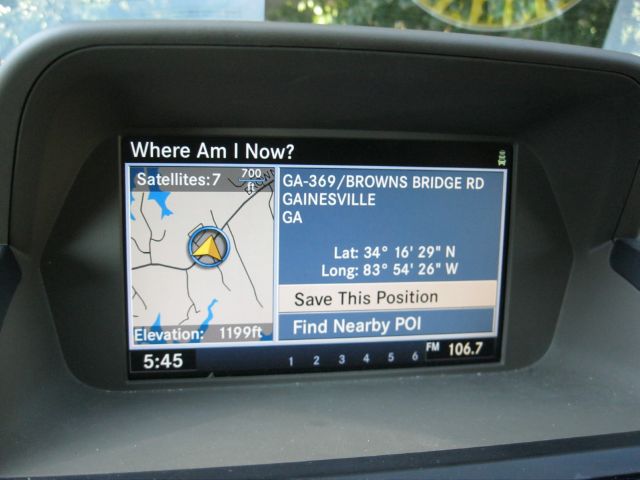 Where Am I Now?
Satellites: 7
700
ft
GA-369/BROWNS BRIDGE RD
GAINESVILLE
GA
Lat: 34° 16' 29" N
Long: 83° 54' 26" W
Save This Position
Find Nearby POI
Elevation: 1199ft
5:45
1 2 3 4 5 6
FM 106.7